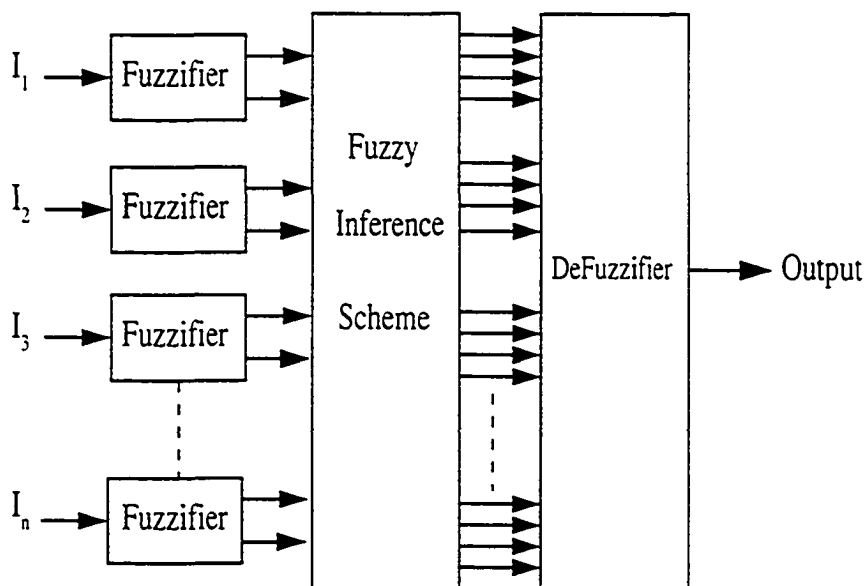 I1
Fuzzifier
I2
Fuzzifier
I3
Fuzzifier
In
Fuzzifier
Fuzzy
Inference
Scheme
DeFuzzifier
Output